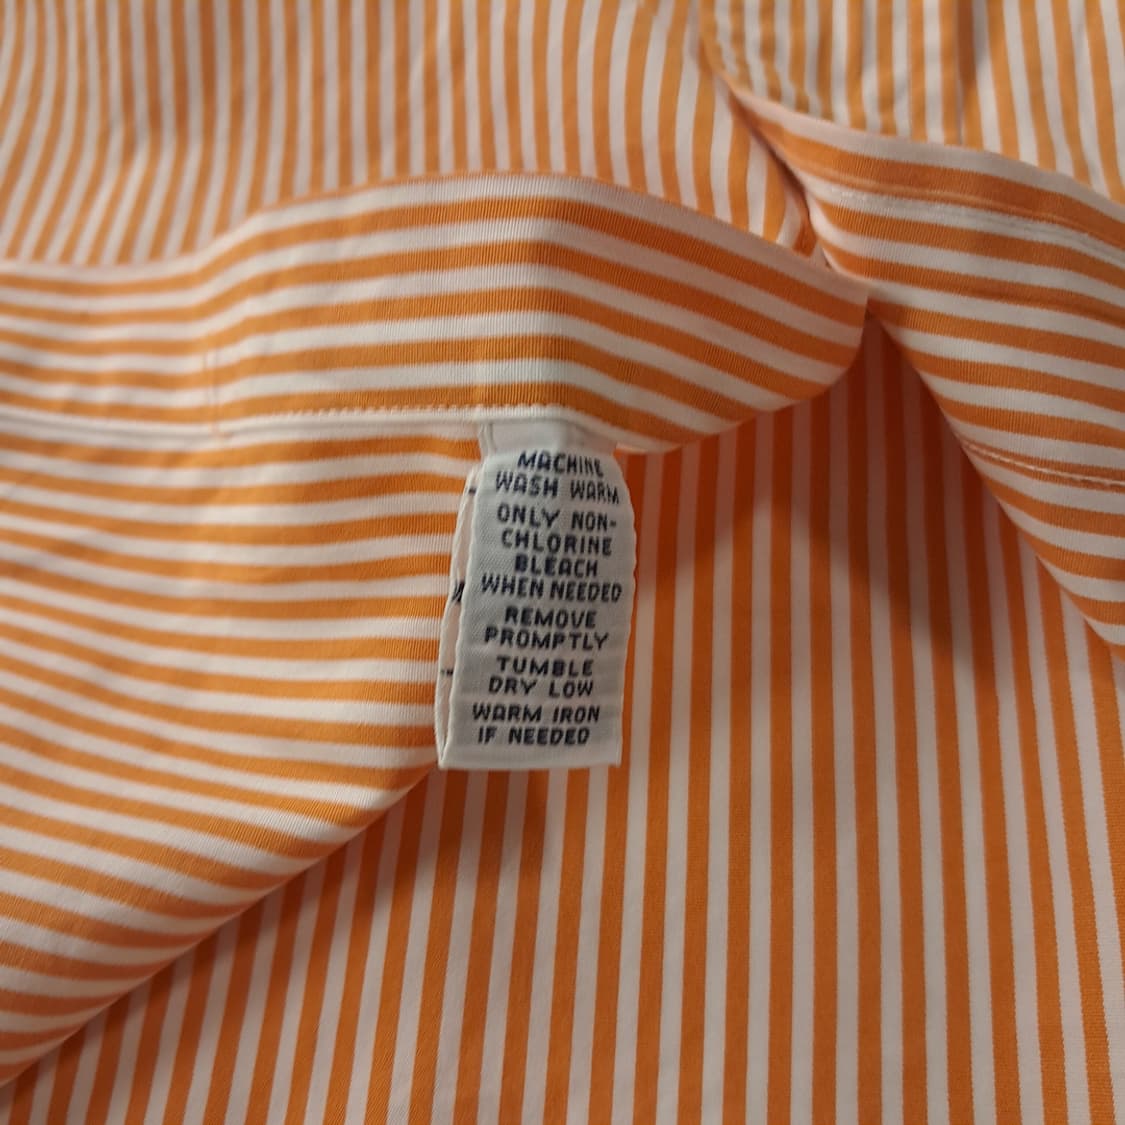 MACHINE
WASH WARM
ONLY NON-
CHLORINE
BLEACH
WHEN NEEDED
REMOVE
PROMPTLY
TUMBLE
DRY LOW
WARM IRON
IF NEEDED